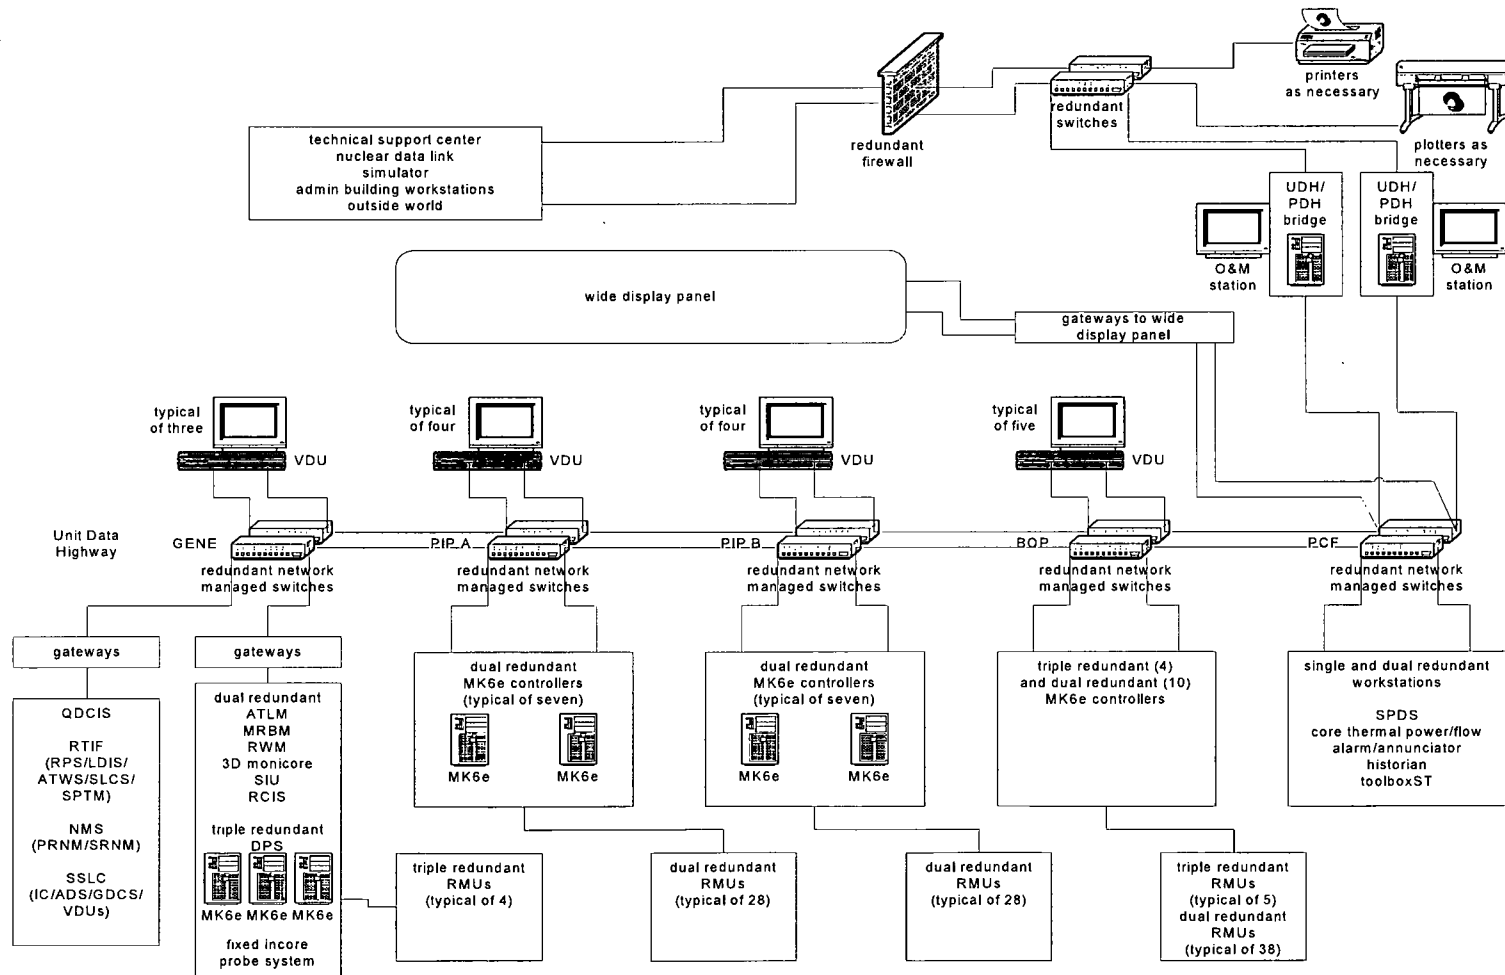 printers
as necessary
redundant
switches
plotters as
necessary
redundant
firewall
technical support center
nuclear data link
simulator
admin building workstations
outside world
UDH/
PDH
bridge
UDH/
PDH
bridge
O&M
station
O&M
station
wide display panel
gateways to wide
display panel
typical
of three
VDU
typical
of four
VDU
typical
of four
VDU
typical
of five
VDU
Unit Data
Highway
GENE
PIP A
PIP B
BOP
PCF
redundant network
managed switches
redundant network
managed switches
redundant network
managed switches
redundant network
managed switches
redundant network
managed switches
gateways
gateways
QDCIS
RTIF
(RPS/LDIS/
ATWS/SLCS/
SPTM)
NMS
(PRNM/SRNM)
SSLC
(IC/ADS/GDCS/
VDUs)
dual redundant
ATLM
MRBM
RWM
3D monicore
SIU
RCIS
triple redundant
DPS
MK6e MK6e MK6e
fixed incore
probe system
dual redundant
MK6e controllers
(typical of seven)
MK6e
MK6e
dual redundant
MK6e controllers
(typical of seven)
MK6e
MK6e
triple redundant (4)
and dual redundant (10)
MK6e controllers
single and dual redundant
workstations
SPDS
core thermal power/flow
alarm/annunciator
historian
toolboxST
triple redundant
RMUs
(typical of 4)
dual redundant
RMUs
(typical of 28)
dual redundant
RMUs
(typical of 28)
triple redundant
RMUs
(typical of 5)
dual redundant
RMUs
(typical of 38)